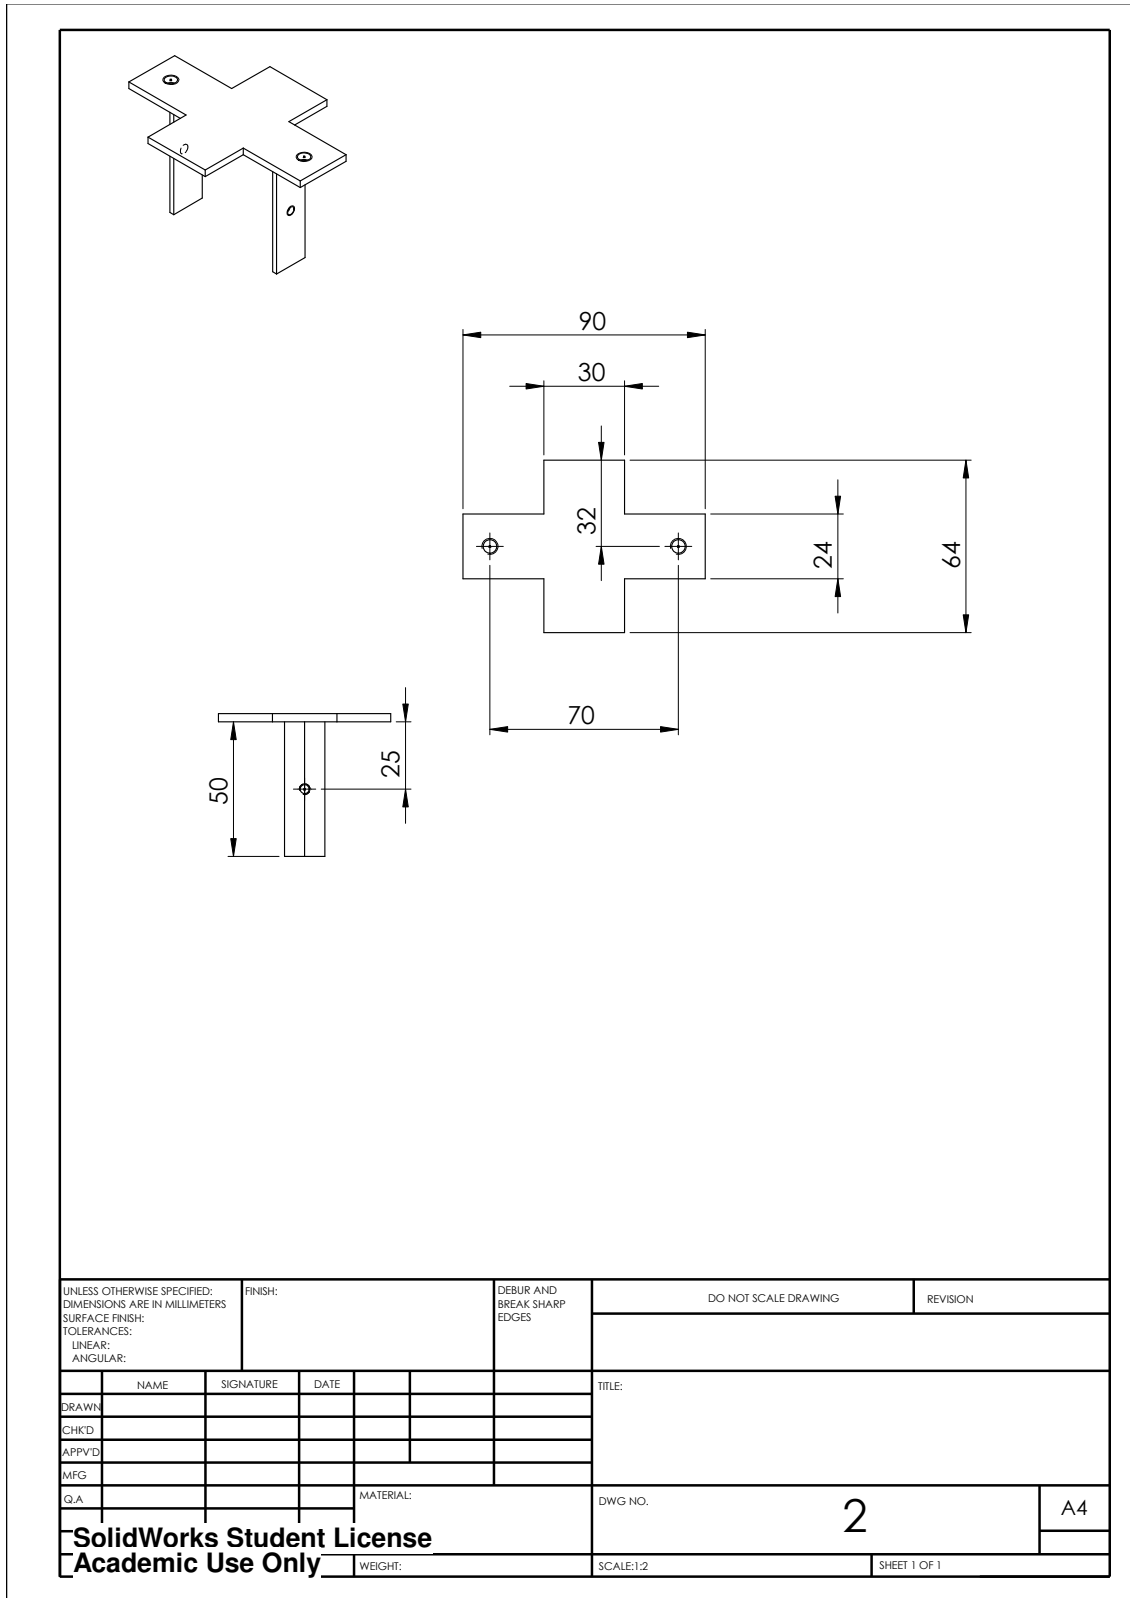 90
30
32
24
64
70
25
50
UNLESS OTHERWISE SPECIFIED:
DIMENSIONS ARE IN MILLIMETERS
SURFACE FINISH:
TOLERANCES:
LINEAR:
ANGULAR:
FINISH:
DEBUR AND
BREAK SHARP
EDGES
DO NOT SCALE DRAWING
REVISION
NAME
SIGNATURE
DATE
TITLE:
DRAWN
CHK'D
APPV'D
MFG
Q.A
MATERIAL:
DWG NO.
2
A4
SolidWorks Student License
Academic Use Only
WEIGHT:
SCALE:1:2
SHEET 1 OF 1